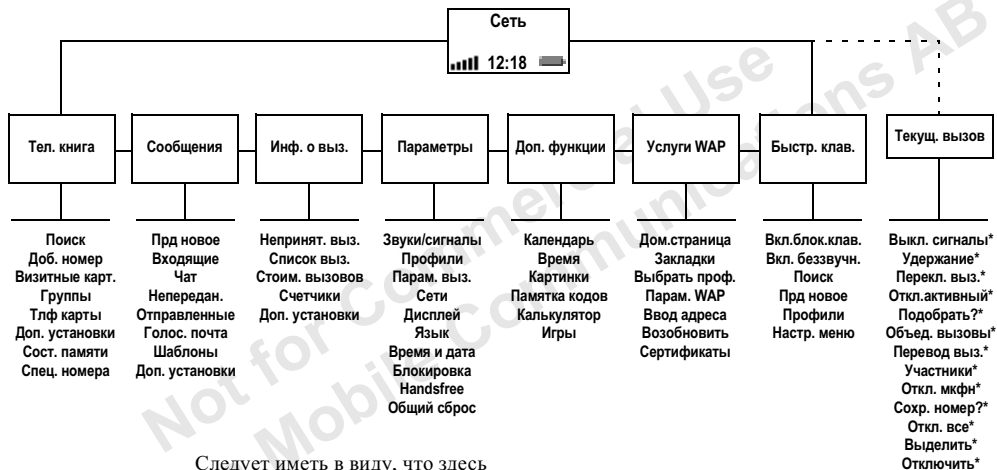 Сеть
12:18
Тел. книга
Сообщения
Инф. о выз.
Параметры
Доп. функции
Услуги WAP
Быстр. клав.
Текущ. вызов
Поиск
Доб. номер
Визитные карт.
Группы
Тлф карты
Доп. установки
Сост. памяти
Спец. номера
Прд новое
Входящие
Чат
Непередан.
Отправленные
Голос. почта
Шаблоны
Доп. установки
Непринят. выз.
Список выз.
Стоим. вызовов
Счетчики
Доп. установки
Звуки/сигналы
Профили
Парам. выз.
Сети
Дисплей
Язык
Время и дата
Блокировка
Handsfree
Общий сброс
Календарь
Время
Картинки
Памятка кодов
Калькулятор
Игры
Дом.страница
Закладки
Выбрать проф.
Парам. WAP
Ввод адреса
Возобновить
Сертификаты
Вкл.блок.клав.
Вкл. беззвучн.
Поиск
Прд новое
Профили
Настр. меню
Выкл. сигналы*
Удержание*
Перекл. выз.*
Откл.активный*
Подобрать?*
Объед. вызовы*
Перевод выз.*
Участники*
Откл. мкфн*
Сохр. номер?*
Откл. все*
Выделить*
Отключить*
Следует иметь в виду, что здесь
Not for Commercial Use
Mobile Communications AB